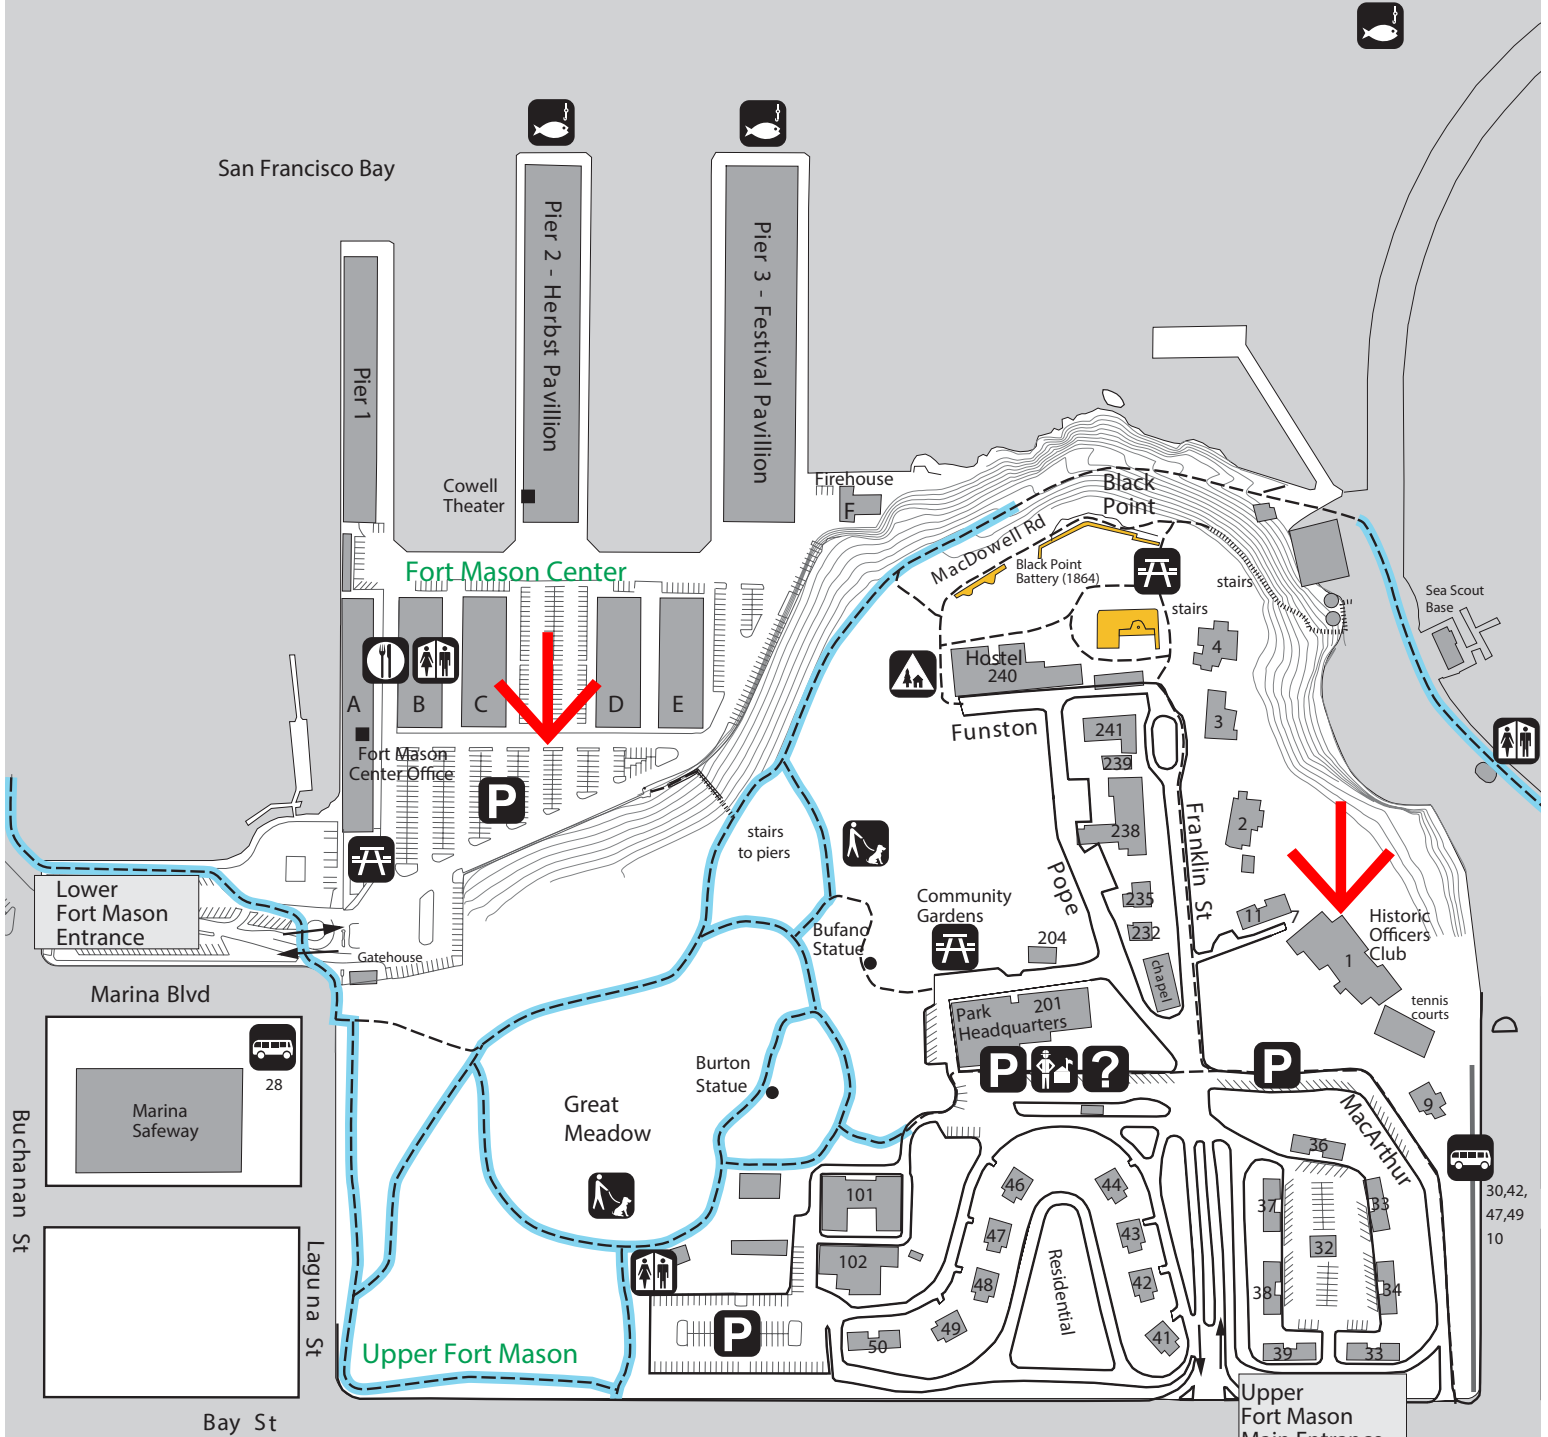 San Francisco Bay
Pier 1
Pier 2 - Herbst Pavillion
Pier 3 - Festival Pavillion
Cowell
Theater
Firehouse
F
Fort Mason Center
Black
Point
MacDowell Rd
Black Point
Battery (1864)
stairs
stairs
Sea Scout
Base
A
B
C
D
E
Fort Mason
Center Office
P
Hostel
240
Funston
4
3
241
239
238
2
Franklin St
Pope
235
232
chapel
204
11
7
1
Historic
Officers
Club
tennis
courts
stairs
to piers
Community
Gardens
Bufano
Statue
Lower
Fort Mason
Entrance
Gatehouse
Marina Blvd
28
Marina
Safeway
Buchanan St
Laguna St
Bay St
Burton
Statue
Great
Meadow
Park
Headquarters
201
P
?
P
9
MacArthur
36
37
33
32
38
34
39
33
30,42,
47,49
10
101
102
46
44
47
43
48
42
49
41
50
Residential
P
Upper Fort Mason
Upper
Fort Mason
Main Entrance